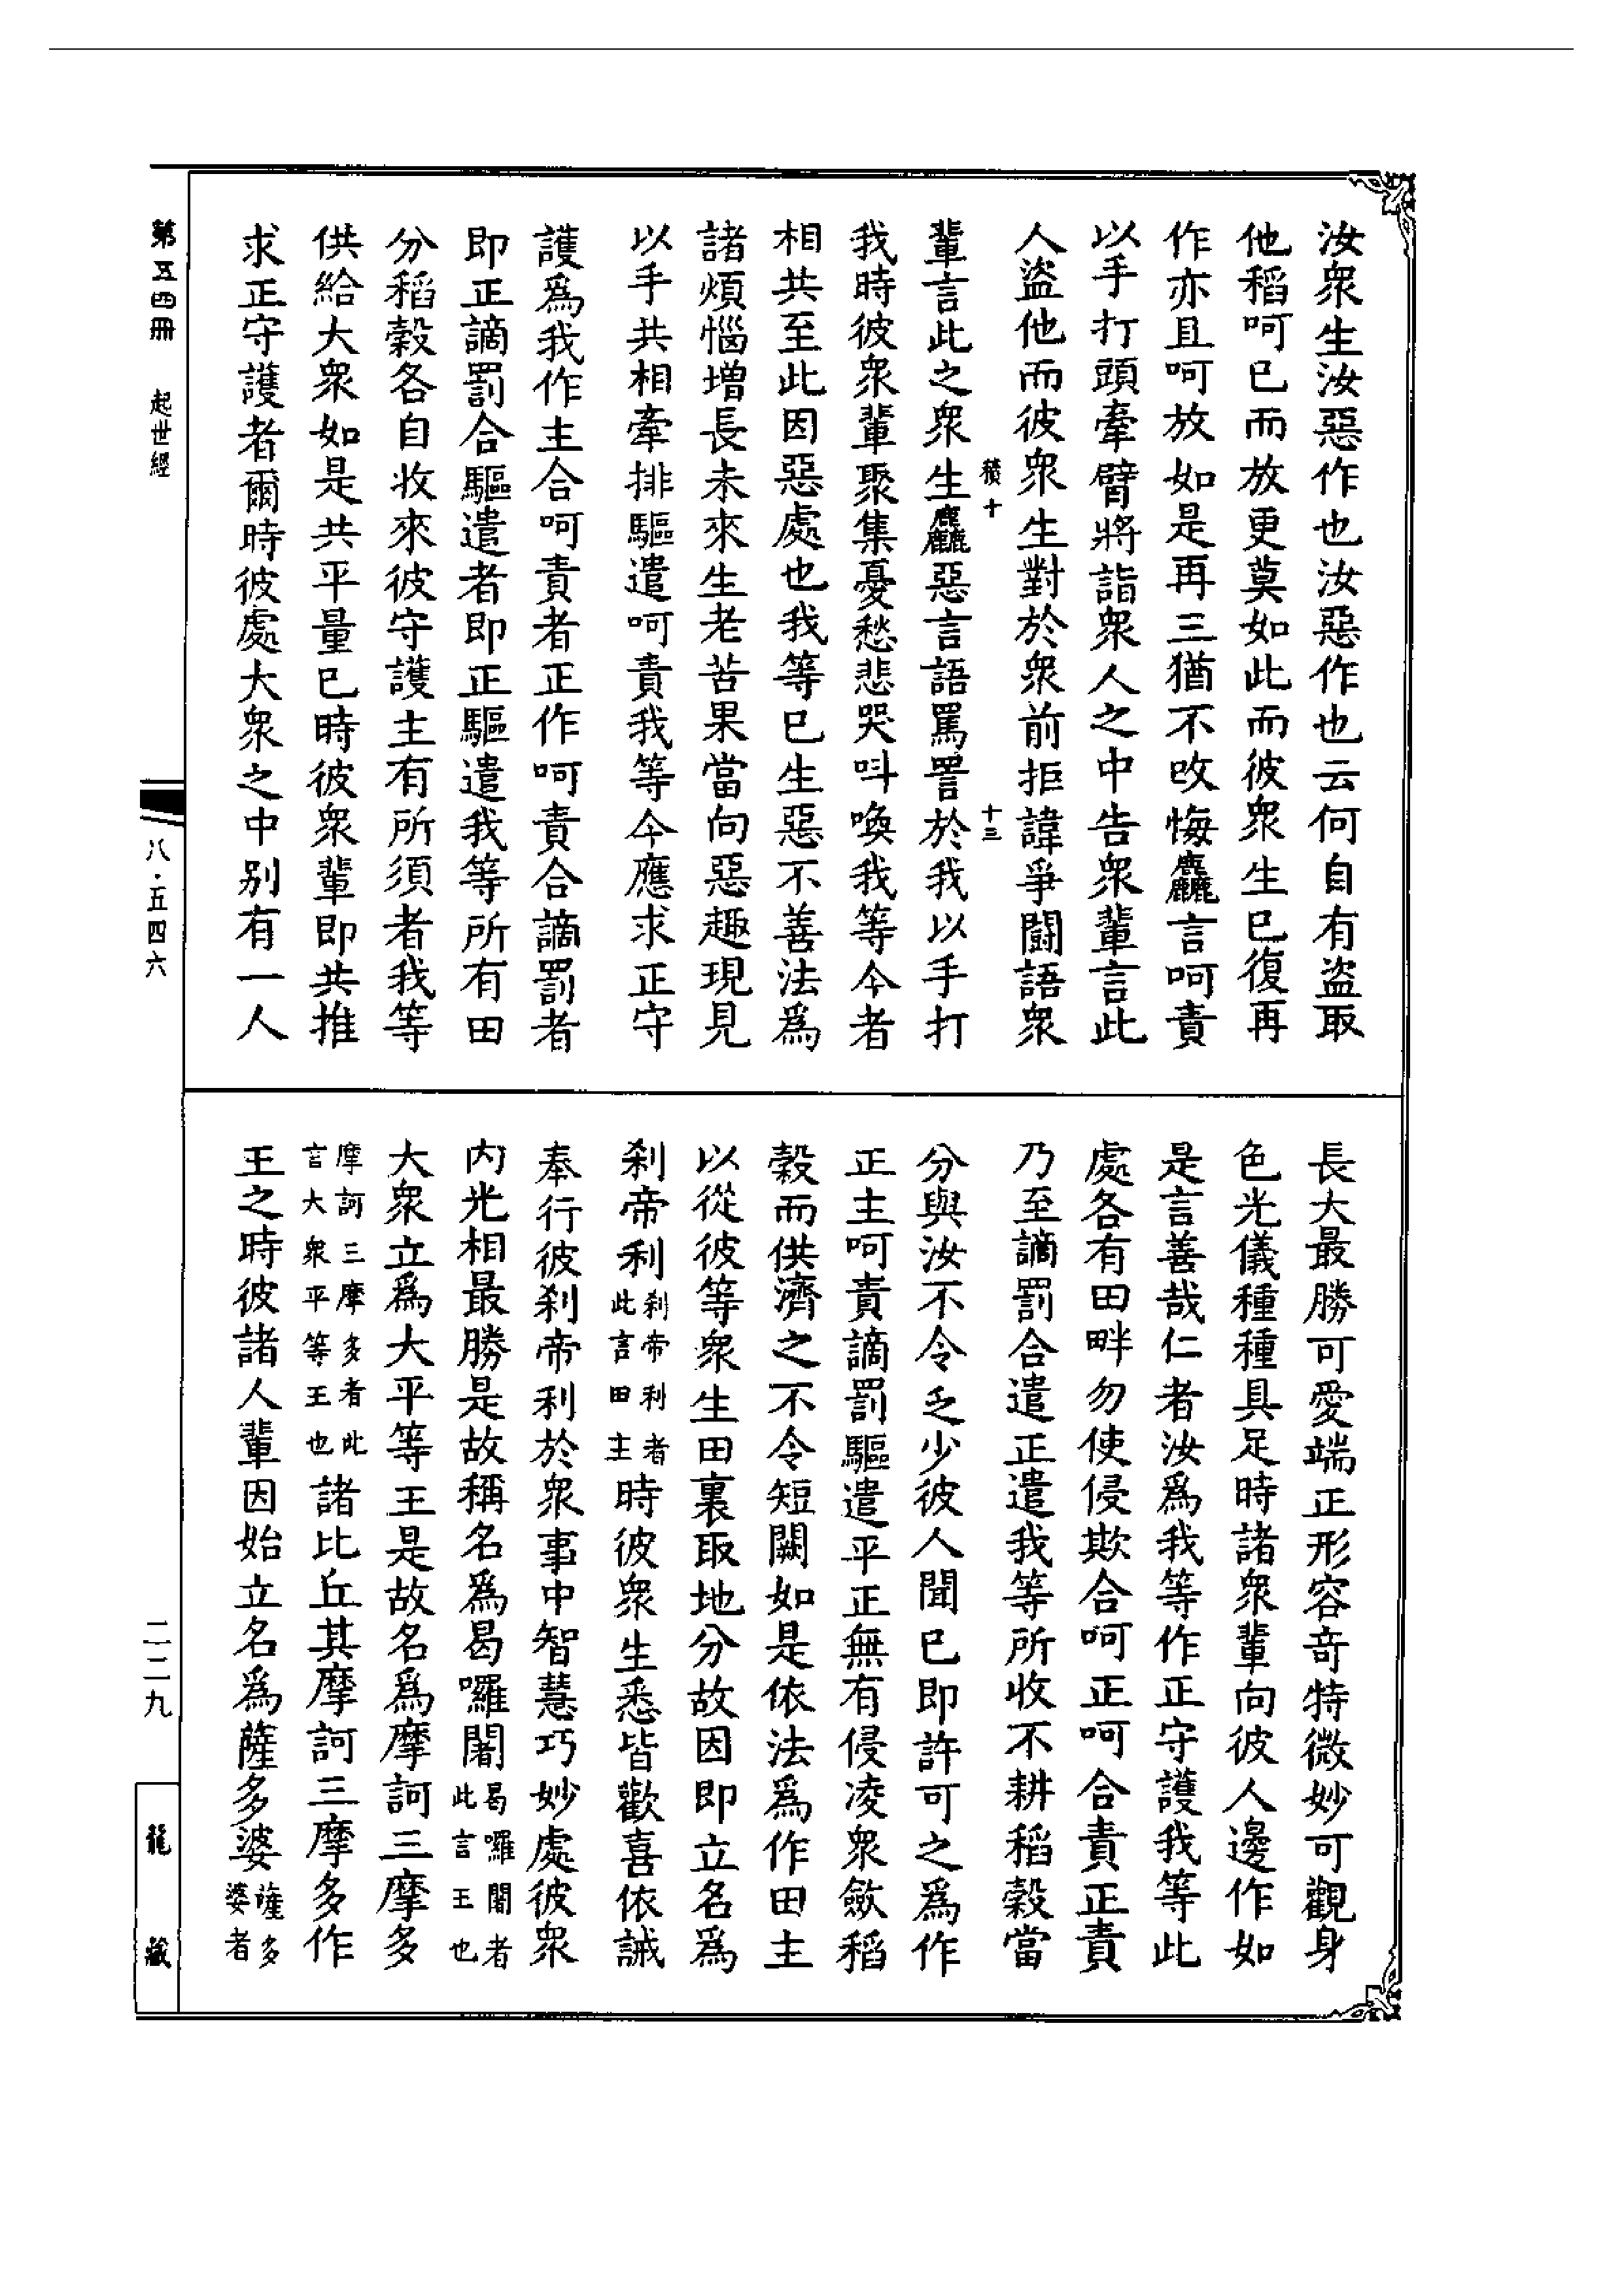 汝衆生汝惡作也汝惡作也云何自有盜取
他稻呵已而放更莫如此而彼衆生已復再
作亦且呵放如是再三猶不改悔麤言呵責
以手打頭牽臂將詣衆人之中告衆輩言此
人盜他而彼衆生對於衆前拒諱爭鬭語衆
積十 十三
輩言此之衆生麤惡言語罵詈於我以手打
我時彼衆輩聚集憂愁悲哭呌喚我等今者
相共至此因惡處也我等已生惡不善法爲
諸煩惱增長未來生老苦果當向惡趣現見
以手共相牽排驅遣呵責我等今應求正守
護爲我作主合呵責者正作呵責合謫罰者
即正謫罰合驅遣者即正驅遣我等所有田
分稻穀各自收來彼守護主有所須者我等
供給大衆如是共平量已時彼衆輩即共推
求正守護者爾時彼處大衆之中別有一人
長大最勝可愛端正形容奇特微妙可觀身
色光儀種種具足時諸衆輩向彼人邊作如
是言善哉仁者汝爲我等作正守護我等此
處各有田畔勿使侵欺合呵正呵合責正責
乃至謫罰合遣正遣我等所收不耕稻穀當
分與汝不令乏少彼人聞已即許可之爲作
正主呵責謫罰驅遣平正無有侵凌衆歛稻
穀而供濟之不令短闕如是依法爲作田主
以從彼等衆生田裏取地分故因即立名爲
刹帝利刹帝利者此言田主時彼衆生悉皆歡喜依誡
奉行彼刹帝利於衆事中智慧巧妙處彼衆
内光相最勝是故稱名爲曷囉闍曷囉闍者此言王也
大衆立爲大平等王是故名爲摩訶三摩多
摩訶三摩多者此言大衆平等王也諸比丘其摩訶三摩多作
王之時彼諸人輩因始立名爲薩多婆薩多婆者
第五四冊 起世經
八·五四六
二二九
龍藏